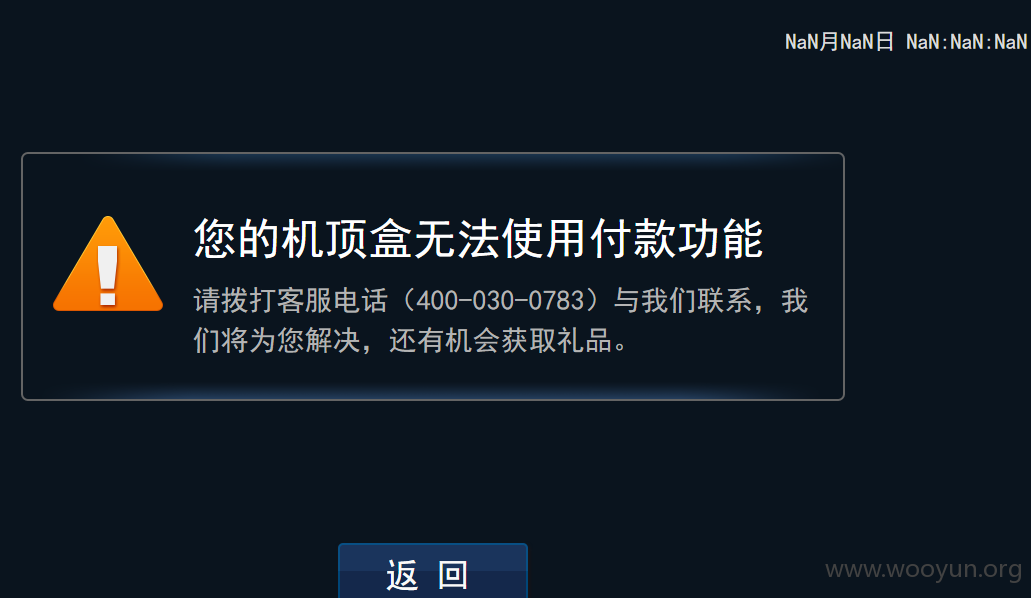 NaN月NaN日 NaN:NaN:NaN
您的机顶盒无法使用付款功能
请拨打客服电话（400-030-0783）与我们联系，我
们将为您解决，还有机会获取礼品。
返 回
www.wooyun.org